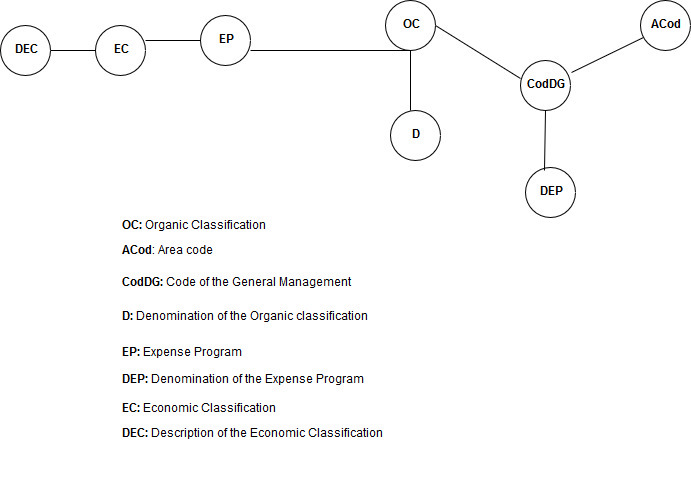 DEC
EC
EP
OC
ACod
CodDG
D
DEP
OC: Organic Classification
ACod: Area code
CodDG: Code of the General Management
D: Denomination of the Organic classification
EP: Expense Program
DEP: Denomination of the Expense Program
EC: Economic Classification
DEC: Description of the Economic Classification